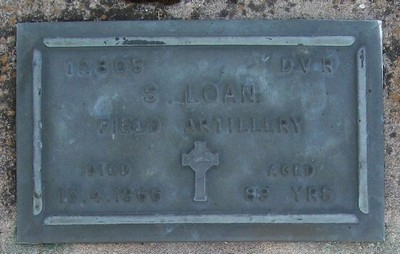 DVR
S. LOAN
FIELD ARTILLERY
DIED AGED
YRS